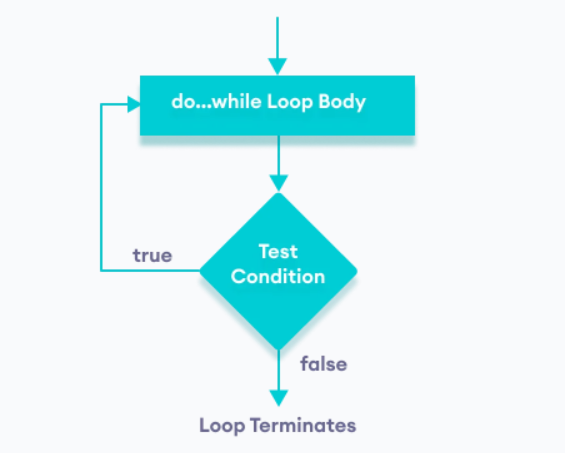 do...while Loop Body
true
Test
Condition
false
Loop Terminates